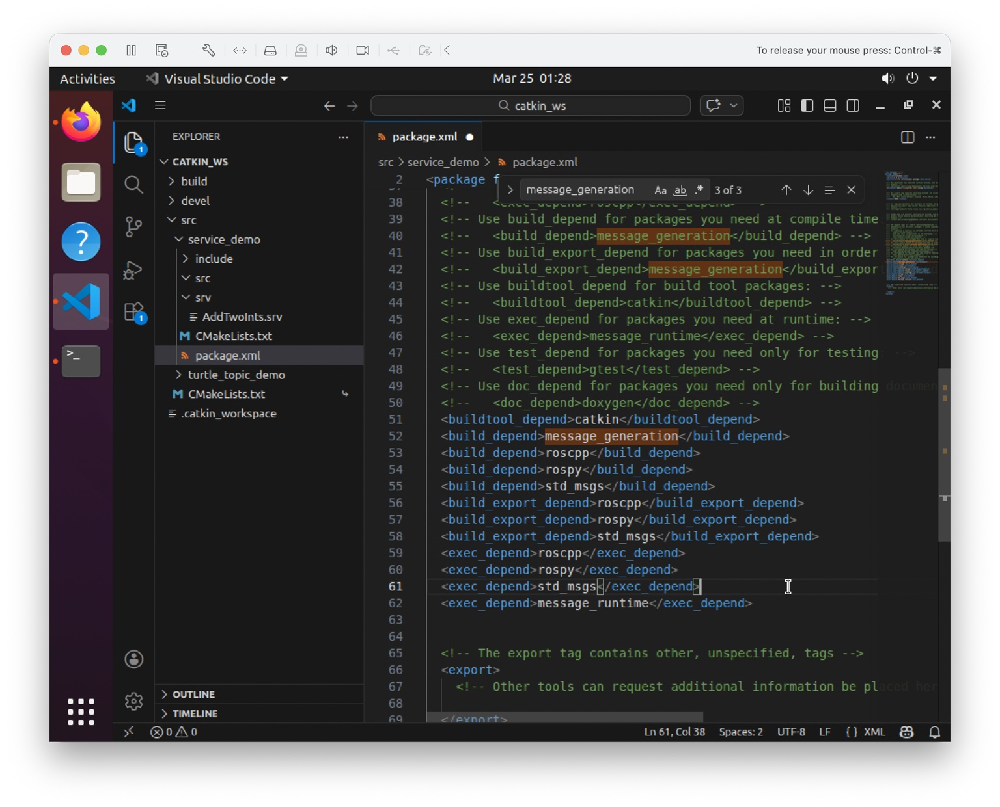 To release your mouse press: Control-⌘
Activities
Visual Studio Code
Mar 25 01:28
catkin_ws
EXPLORER
package.xml
1
CATKIN_WS
build
devel
src
service_demo
include
src
srv
AddTwoInts.srv
CMakeLists.txt
package.xml
turtle_topic_demo
CMakeLists.txt
.catkin_workspace
1
OUTLINE
TIMELINE
src > service_demo > package.xml
message_generation
Aa ab .* 3 of 3
2 <package f
38 <!-- <exec_depend>roscpp</exec_depend> -->
39 <!-- Use build_depend for packages you need at compile time
40 <!-- <build_depend>message_generation</build_depend> -->
41 <!-- Use build_export_depend for packages you need in order
42 <!-- <build_export_depend>message_generation</build_expor
43 <!-- Use buildtool_depend for build tool packages: -->
44 <!-- <buildtool_depend>catkin</buildtool_depend> -->
45 <!-- Use exec_depend for packages you need at runtime: -->
46 <!-- <exec_depend>message_runtime</exec_depend> -->
47 <!-- Use test_depend for packages you need only for testing: -->
48 <!-- <test_depend>gtest</test_depend> -->
49 <!-- Use doc_depend for packages you need only for building documen
50 <!-- <doc_depend>doxygen</doc_depend> -->
51 <buildtool_depend>catkin</buildtool_depend>
52 <build_depend>message_generation</build_depend>
53 <build_depend>roscpp</build_depend>
54 <build_depend>rospy</build_depend>
55 <build_depend>std_msgs</build_depend>
56 <build_export_depend>roscpp</build_export_depend>
57 <build_export_depend>rospy</build_export_depend>
58 <build_export_depend>std_msgs</build_export_depend>
59 <exec_depend>roscpp</exec_depend>
60 <exec_depend>rospy</exec_depend>
61 <exec_depend>std_msgs</exec_depend>
62 <exec_depend>message_runtime</exec_depend>
63
64
65 <!-- The export tag contains other, unspecified, tags -->
66 <export>
67 <!-- Other tools can request additional information be placed her
68
69 </export>
0 0
Ln 61, Col 38
Spaces: 2
UTF-8
LF
{ } XML